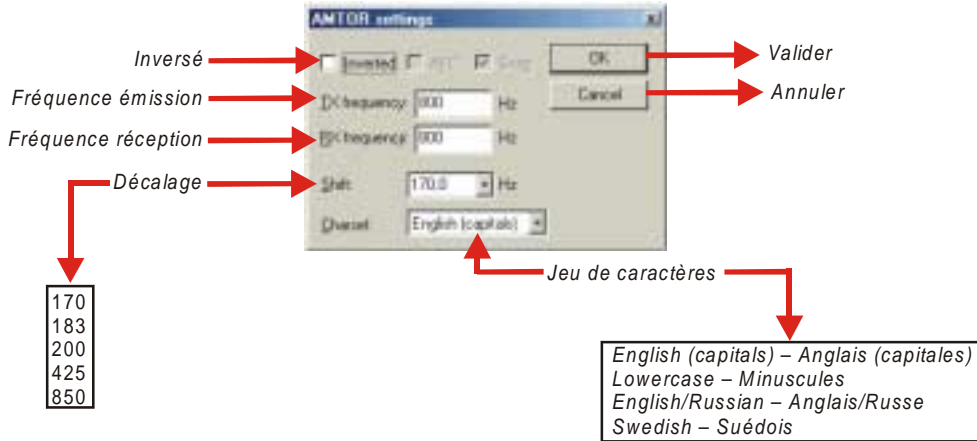 AMTOR settings
Inversé
Inverted
AFC
OK
Valider
Fréquence émission
TX frequency: 800 Hz
Cancel
Annuler
Fréquence réception
RX frequency: 800 Hz
Décalage
Shift: 170.0 Hz
Charset: English (capitals)
Jeu de caractères
170
183
200
425
850
English (capitals) – Anglais (capitales)
Lowercase – Minuscules
English/Russian – Anglais/Russe
Swedish – Suédois